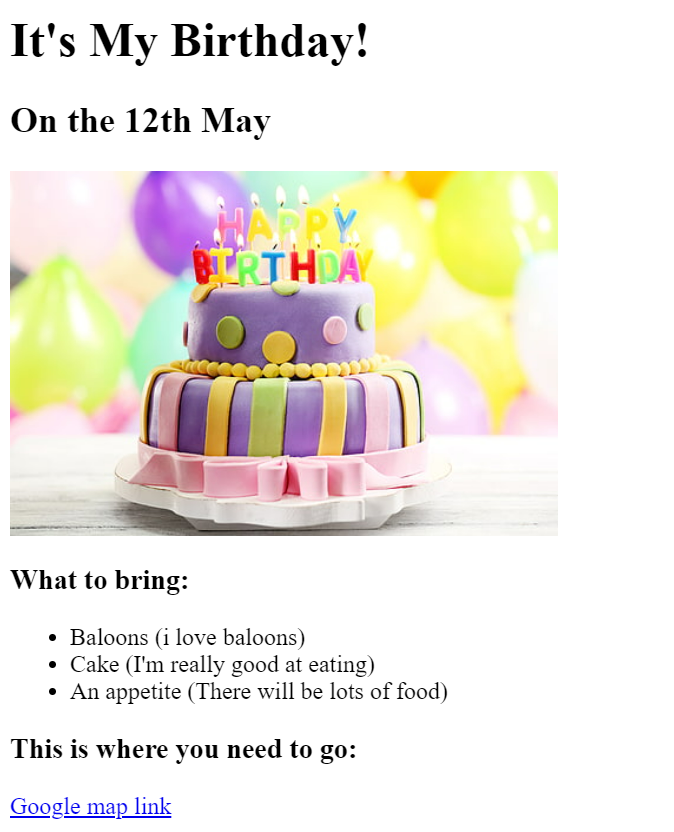 It's My Birthday!
On the 12th May
HAPPY
BIRTHDAY
What to bring:
Baloons (i love baloons)
Cake (I'm really good at eating)
An appetite (There will be lots of food)
This is where you need to go:
Google map link